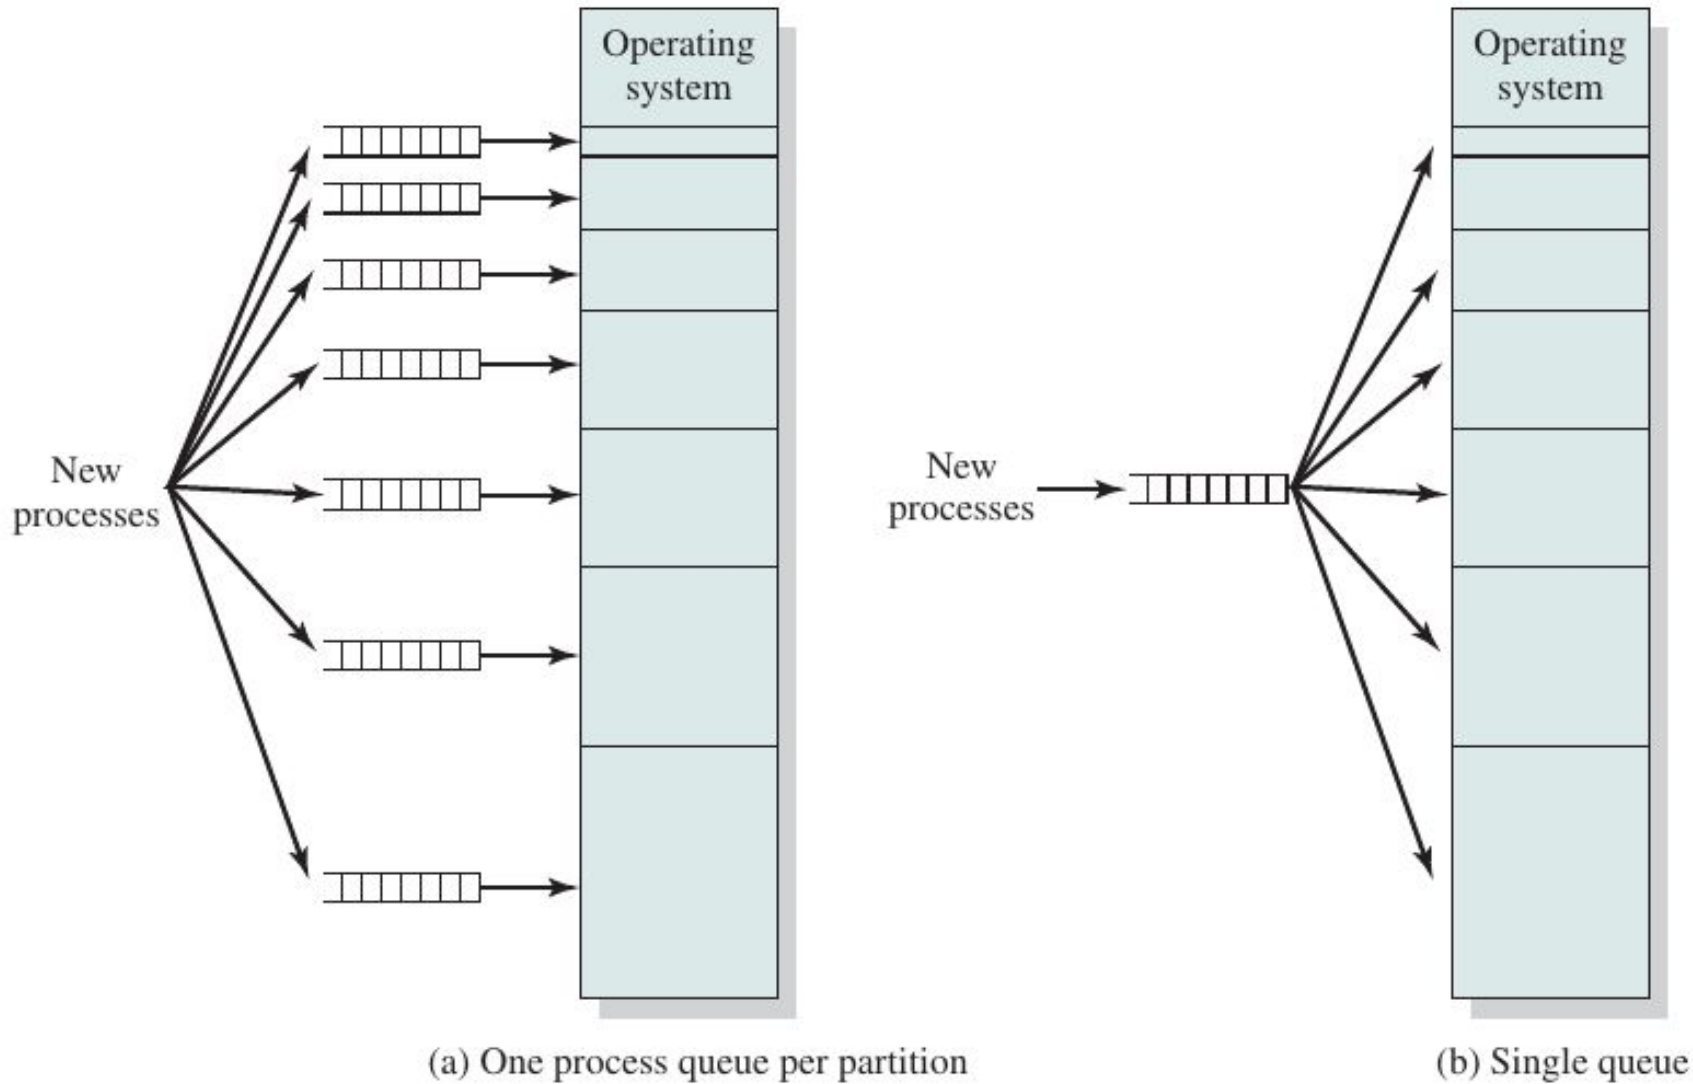 Operating
system
New
processes
(a) One process queue per partition
Operating
system
New
processes
(b) Single queue